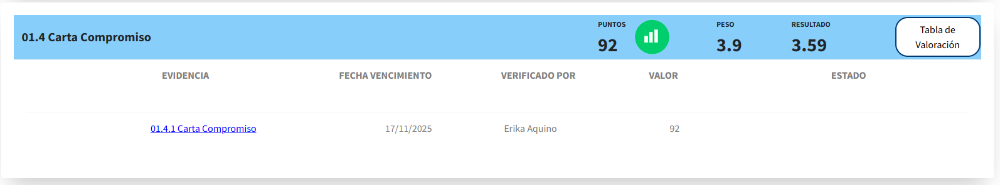 01.4 Carta Compromiso
PUNTOS
92
PESO
3.9
RESULTADO
3.59
Tabla de
Valoración
EVIDENCIA FECHA VENCIMIENTO VERIFICADO POR VALOR ESTADO
01.4.1 Carta Compromiso 17/11/2025 Erika Aquino 92